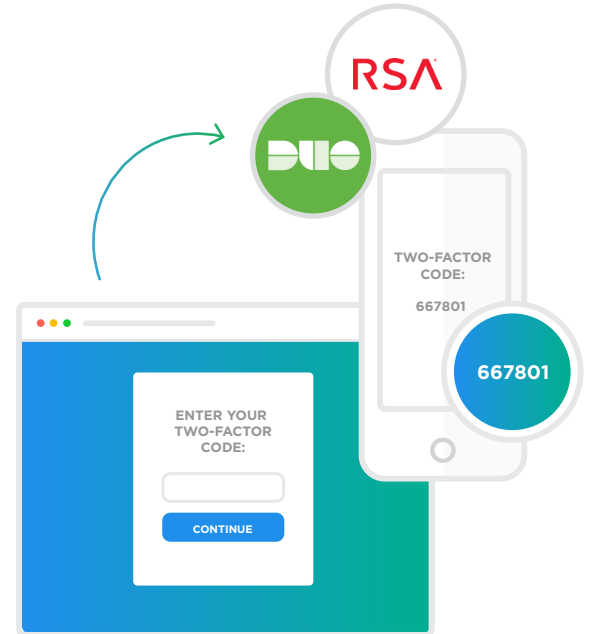 RSA
DUO
TWO-FACTOR
CODE:
667801
667801
ENTER YOUR
TWO-FACTOR
CODE:
CONTINUE